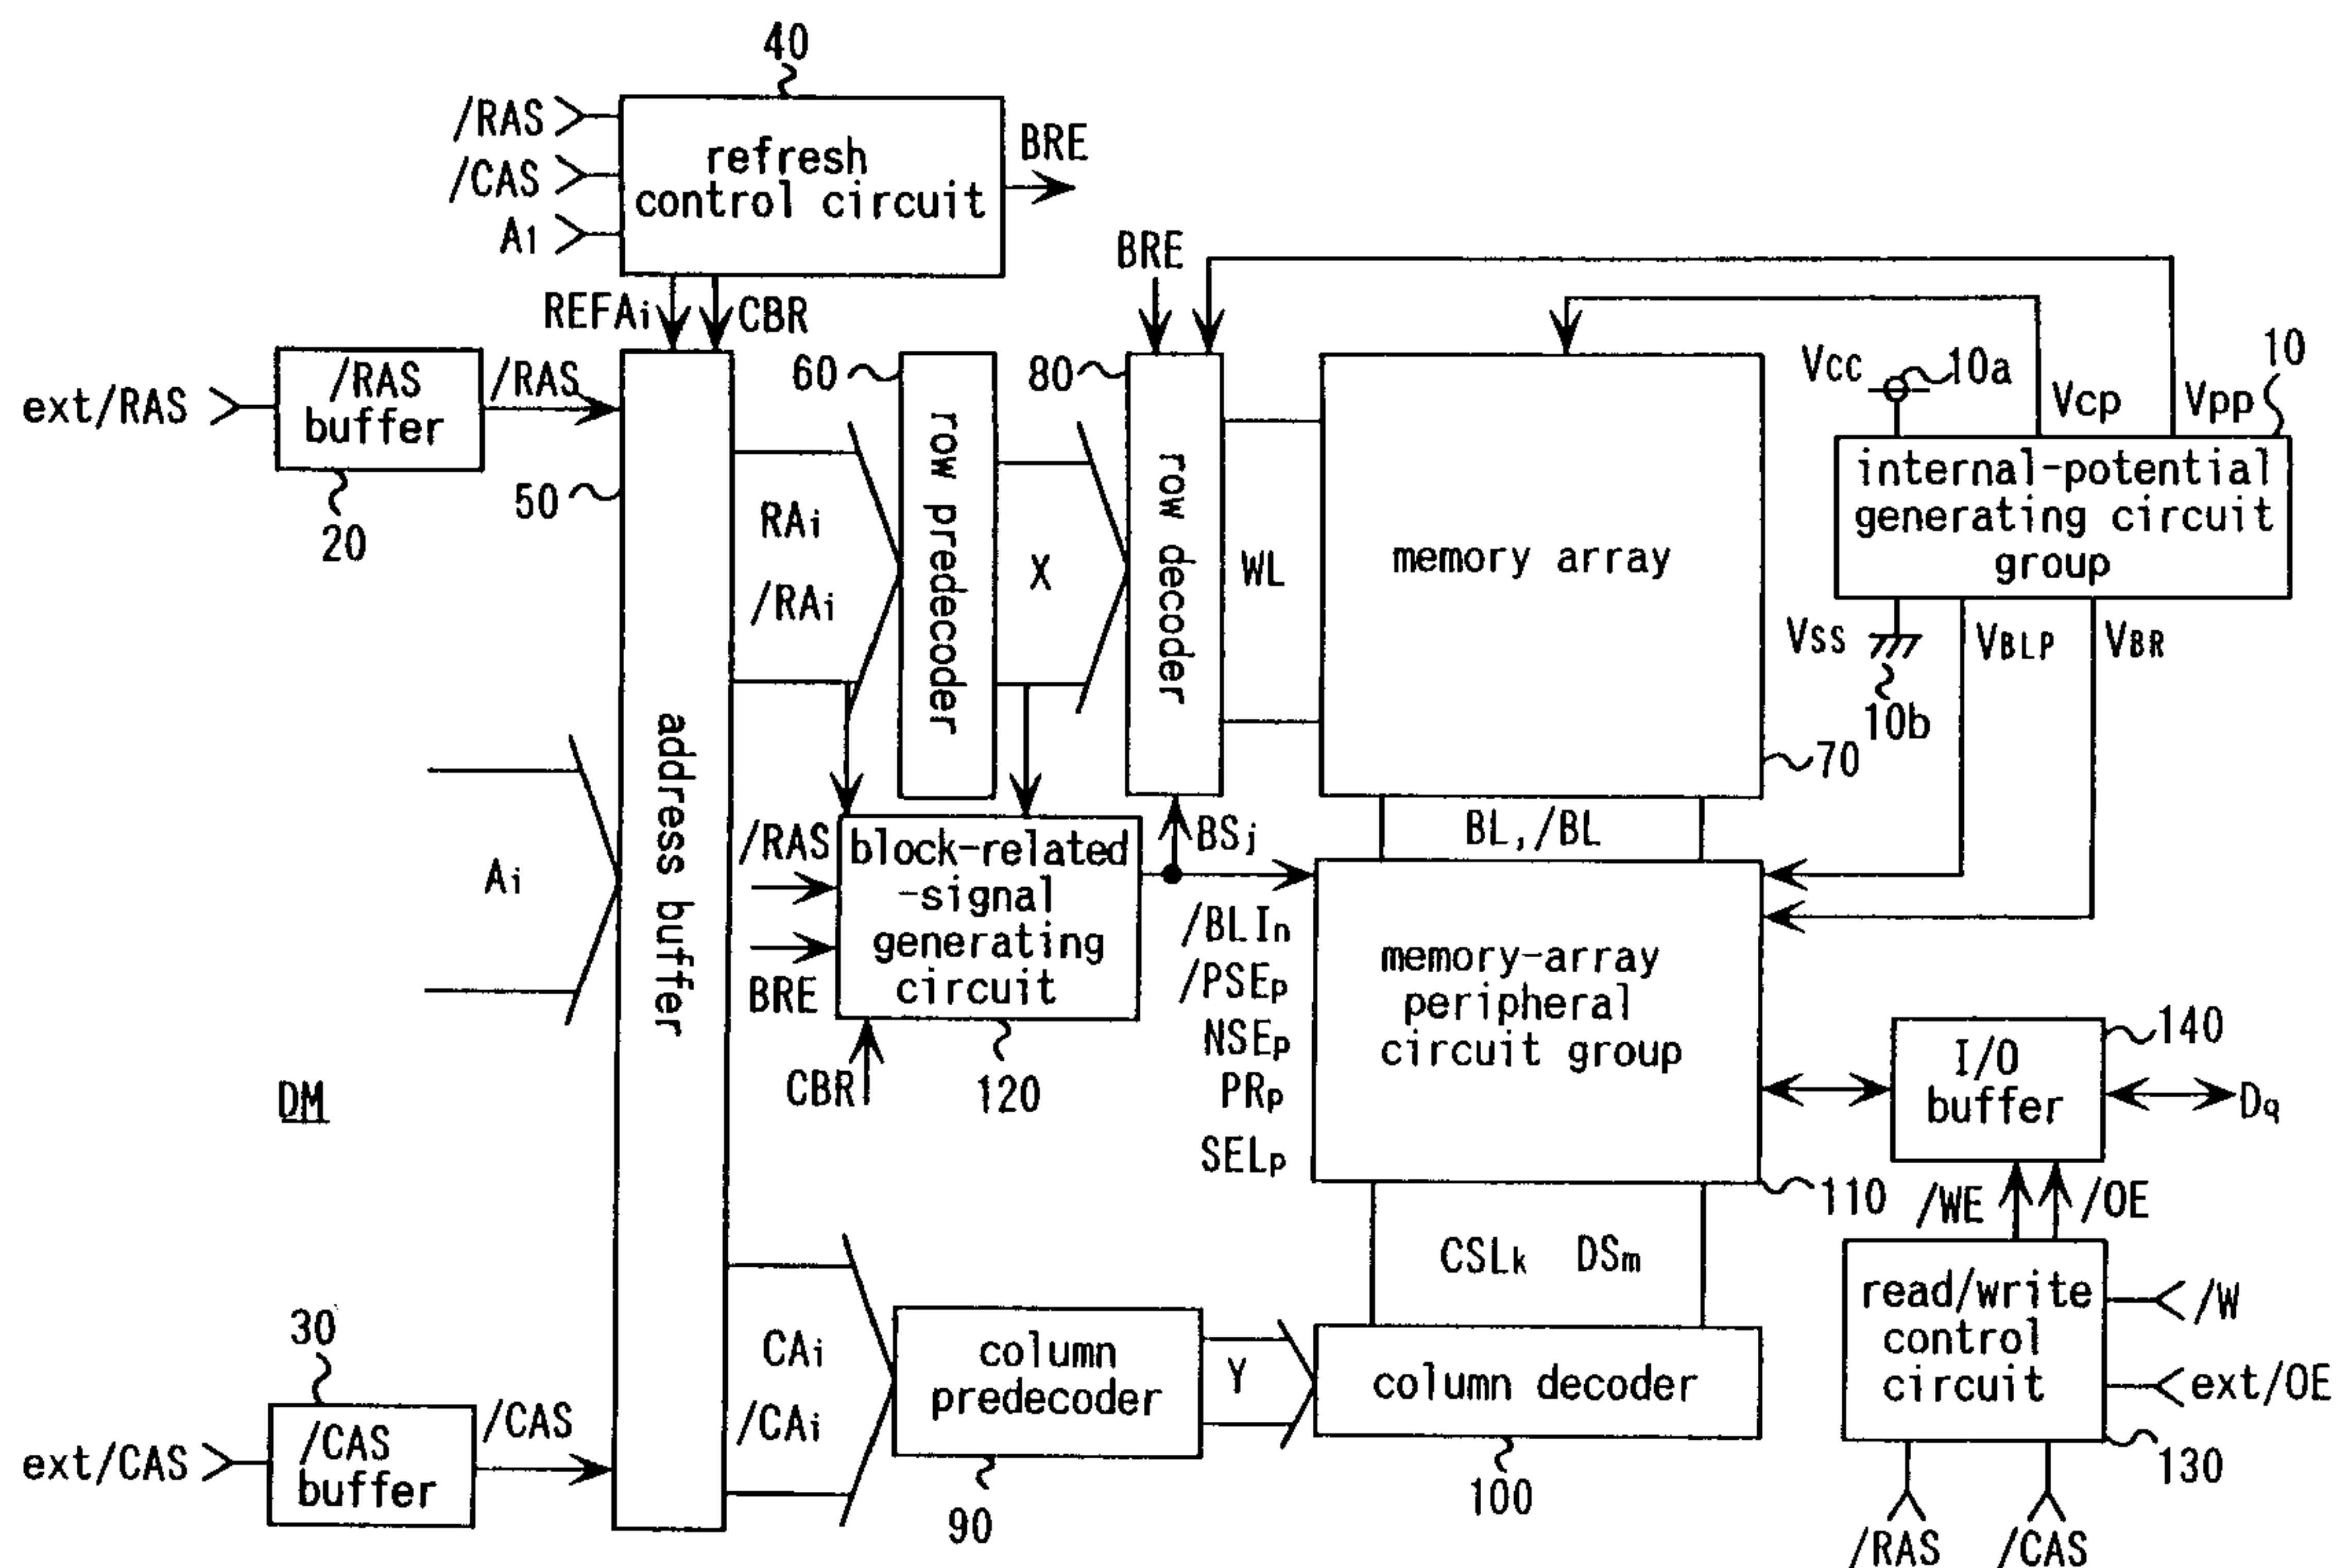 40
/RAS
/CAS
A1
refresh
control circuit
BRE
REFAi
CBR
BRE
ext/RAS
/RAS
buffer
20
/RAS
50
60
80
Vcc
10a
Vcp
Vpp
10
RAi
/RAi
row predecoder
X
row decoder
WL
memory array
internal-potential
generating circuit
group
VSS
10b
VBLP
VBR
70
Ai
address buffer
/RAS
BRE
block-related
-signal
generating
circuit
CBR
120
BSj
BL,/BL
/BLIn
/PSEp
NSEp
PRp
SELp
memory-array
peripheral
circuit group
110
I/O
buffer
140
Dq
/WE
/OE
DM
30
ext/CAS
/CAS
buffer
/CAS
CAi
/CAi
column
predecoder
90
Y
CSLk
DSm
column decoder
100
read/write
control
circuit
/W
ext/OE
130
/RAS
/CAS